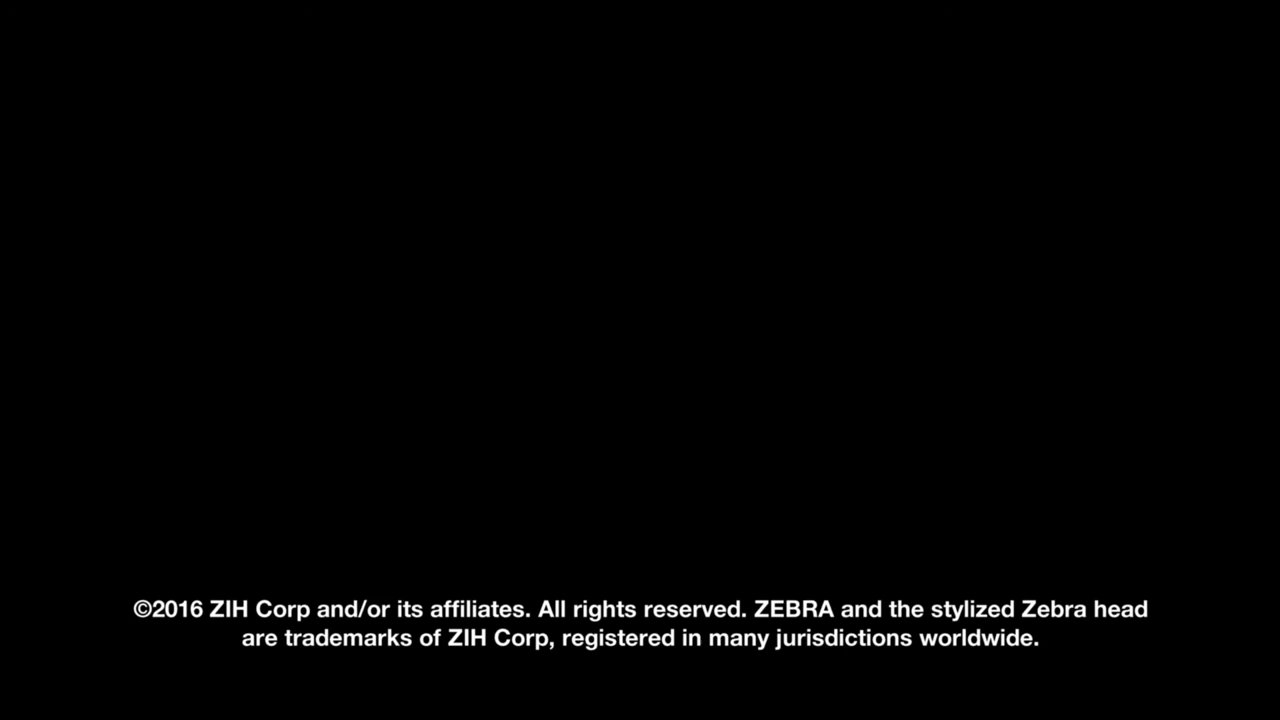 ©2016 ZIH Corp and/or its affiliates. All rights reserved. ZEBRA and the stylized Zebra head
are trademarks of ZIH Corp, registered in many jurisdictions worldwide.